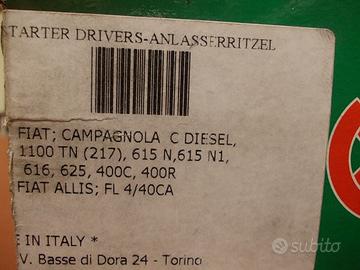 TARTER DRIVERS-ANLASSERRITZEL
FIAT; CAMPAGNOLA C DIESEL,
1100 TN (217), 615 N,615 N1,
616, 625, 400C, 400R
FIAT ALLIS; FL 4/40CA
E IN ITALY *
V. Basse di Dora 24 - Torino
subito